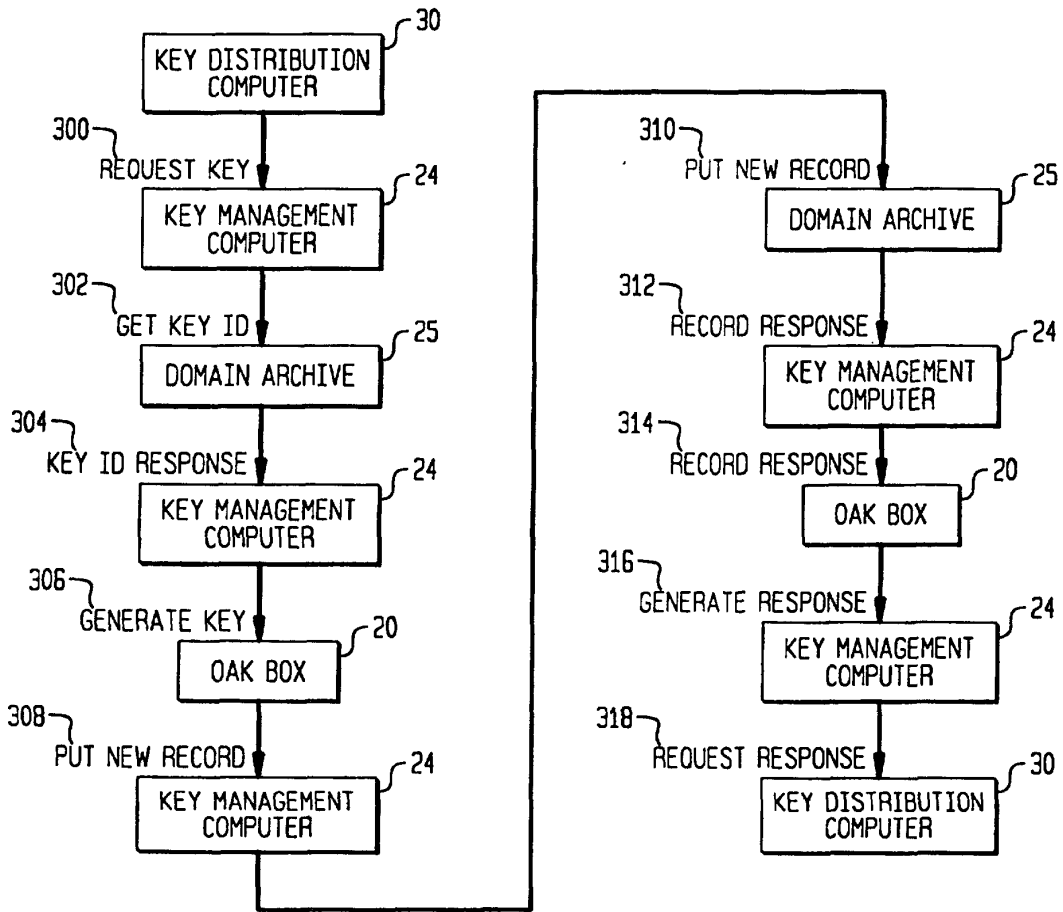 30
KEY DISTRIBUTION
COMPUTER
300
REQUEST KEY
24
KEY MANAGEMENT
COMPUTER
302
GET KEY ID
25
DOMAIN ARCHIVE
304
KEY ID RESPONSE
24
KEY MANAGEMENT
COMPUTER
306
GENERATE KEY
20
OAK BOX
308
PUT NEW RECORD
24
KEY MANAGEMENT
COMPUTER
310
PUT NEW RECORD
25
DOMAIN ARCHIVE
312
RECORD RESPONSE
24
KEY MANAGEMENT
COMPUTER
314
RECORD RESPONSE
20
OAK BOX
316
GENERATE RESPONSE
24
KEY MANAGEMENT
COMPUTER
318
REQUEST RESPONSE
30
KEY DISTRIBUTION
COMPUTER